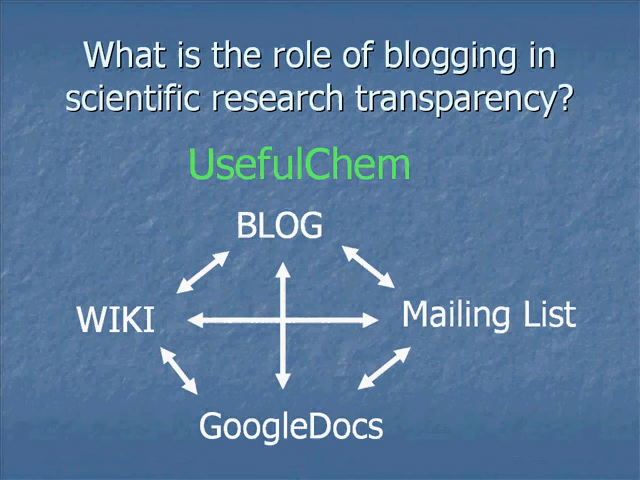 What is the role of blogging in
scientific research transparency?
UsefulChem
BLOG
WIKI
Mailing List
GoogleDocs